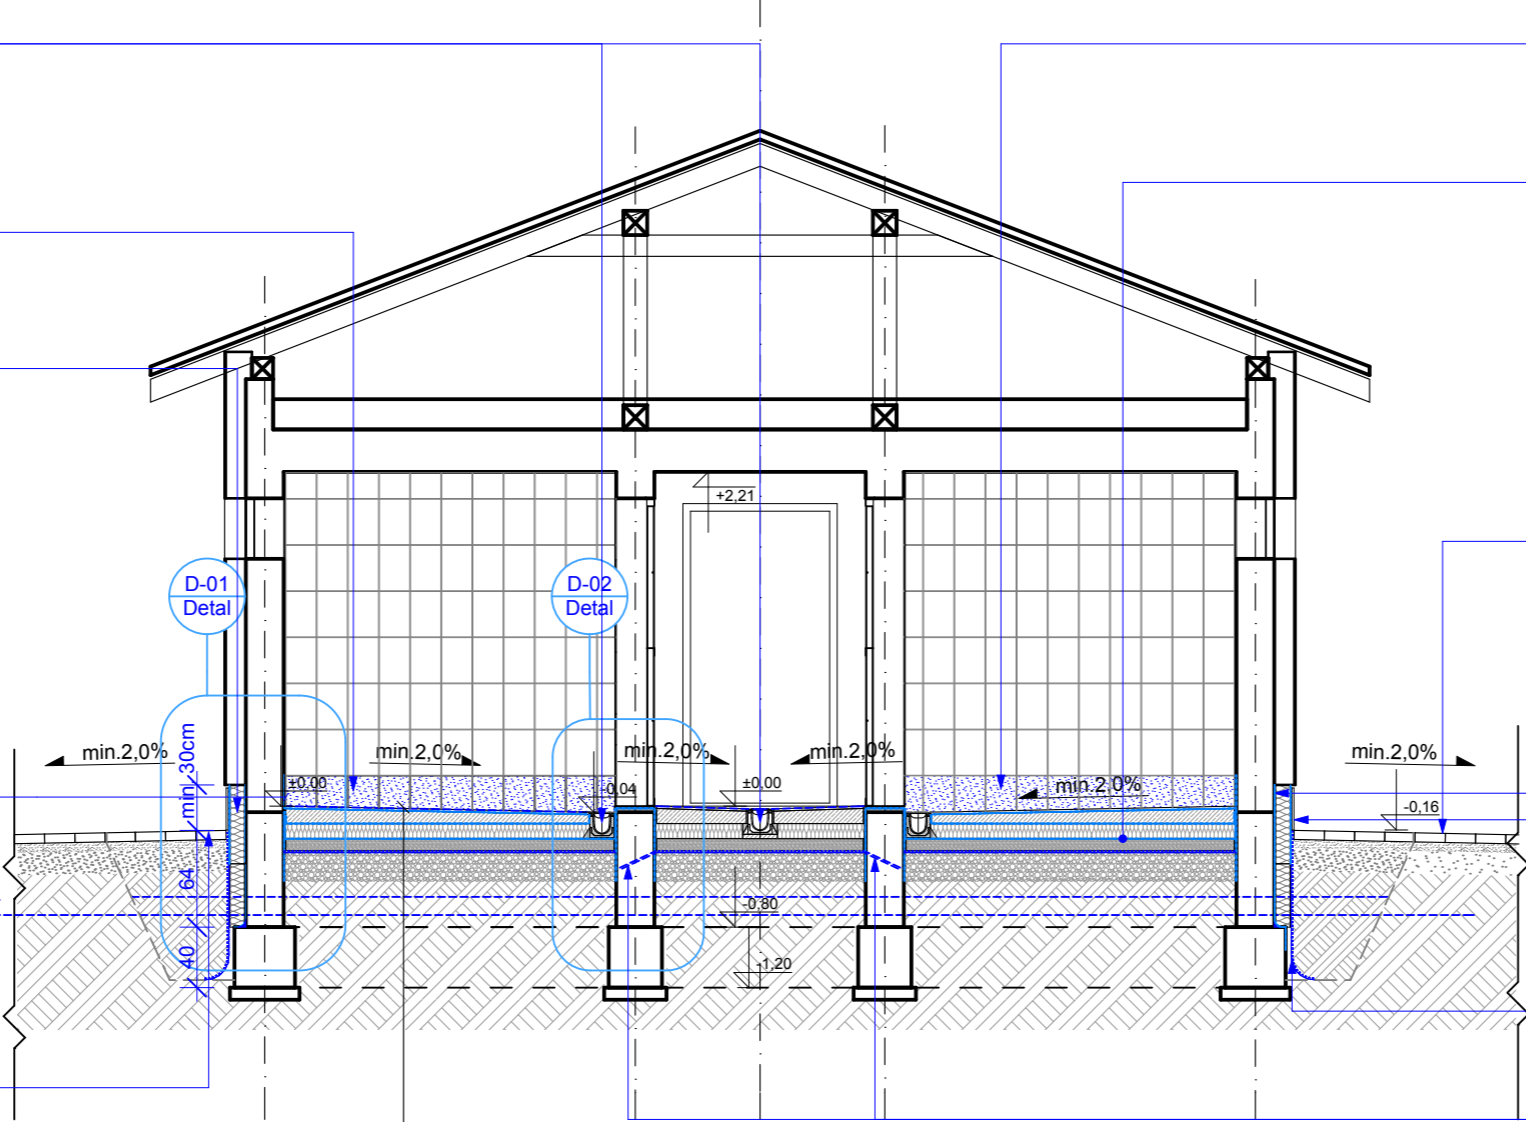 +2,21
D-01
Detal
D-02
Detal
min.2,0%
min.2,0%
min.2,0%
min.2,0%
min.2,0%
min.2,0%
min. 30cm
±0,00
-0,04
±0,00
-0,16
64
-0,80
40
-1,20